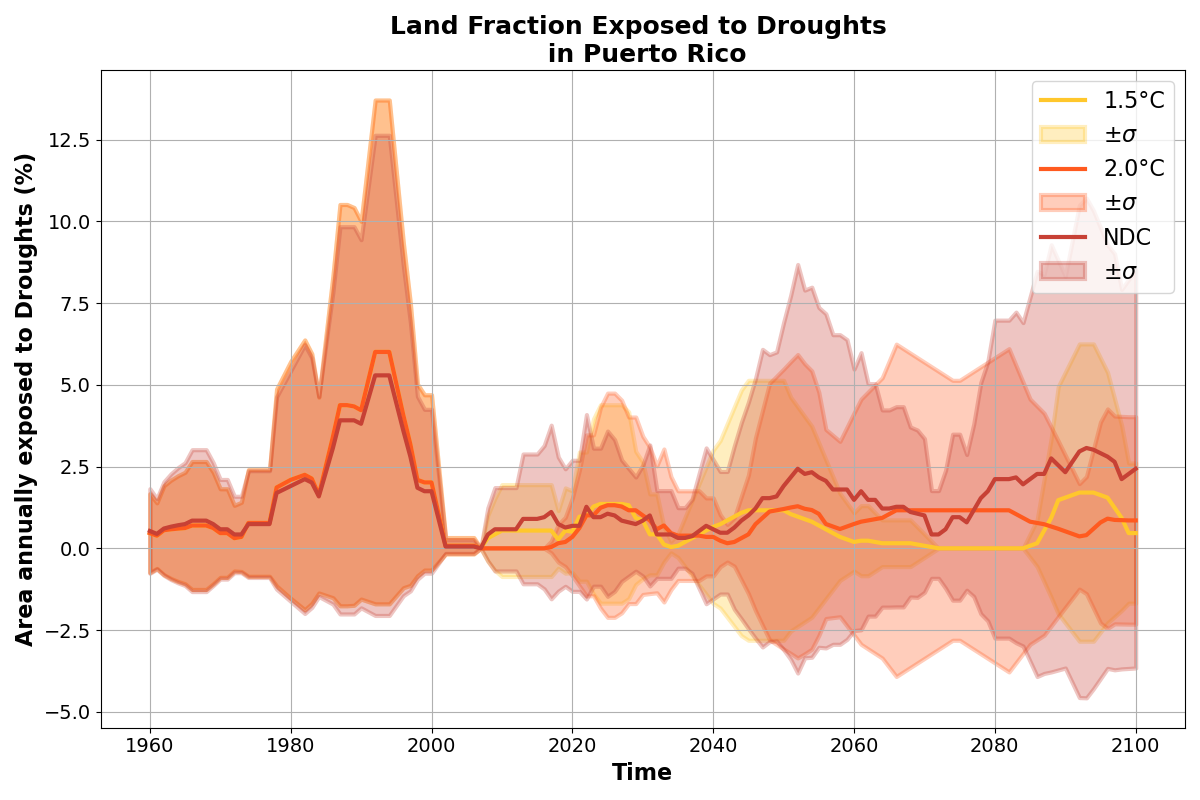 Land Fraction Exposed to Droughts
in Puerto Rico
Area annually exposed to Droughts (%)
12.5
10.0
7.5
5.0
2.5
0.0
−2.5
−5.0
1.5°C
±σ
2.0°C
±σ
NDC
±σ
1960
1980
2000
2020
2040
2060
2080
2100
Time